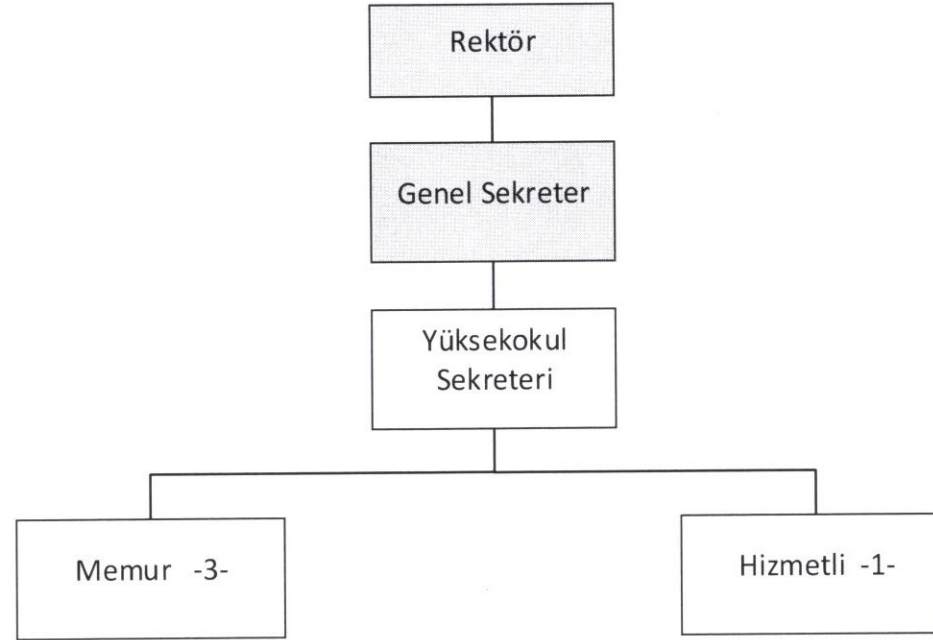 Rektör
Genel Sekreter
Yüksekokul
Sekreteri
Memur -3-
Hizmetli -1-